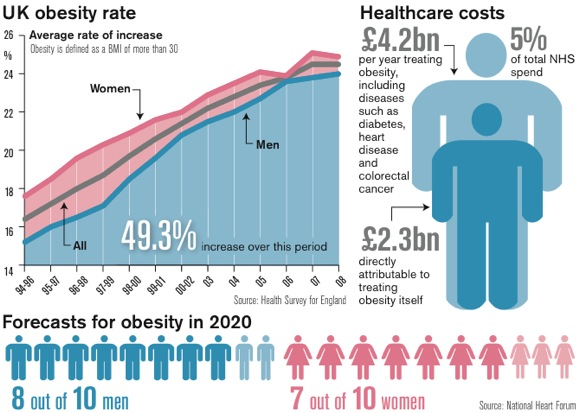 UK obesity rate
Average rate of increase
Obesity is defined as a BMI of more than 30
26
%
24
22
20
18
16
14
Women
Men
All
49.3% increase over this period
94-96
95-97
96-98
97-99
98-00
99-01
00-02
03
04
05
06
07
08
Source: Health Survey for England
Healthcare costs
£4.2bn
per year treating
obesity,
including
diseases
such as
diabetes,
heart
disease
and
colorectal
cancer
5%
of total NHS
spend
£2.3bn
directly
attributable to
treating
obesity itself
Forecasts for obesity in 2020
8 out of 10 men
7 out of 10 women
Source: National Heart Forum